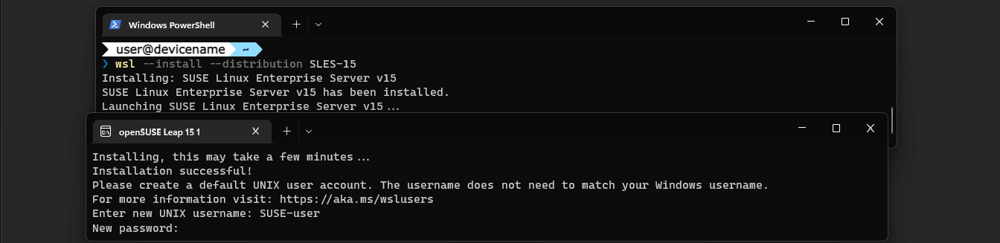 Windows PowerShell
user@devicename ~
❯ wsl --install --distribution SLES-15
Installing: SUSE Linux Enterprise Server v15
SUSE Linux Enterprise Server v15 has been installed.
Launching SUSE Linux Enterprise Server v15...
openSUSE Leap 15 1
Installing, this may take a few minutes...
Installation successful!
Please create a default UNIX user account. The username does not need to match your Windows username.
For more information visit: https://aka.ms/wslusers
Enter new UNIX username: SUSE-user
New password: